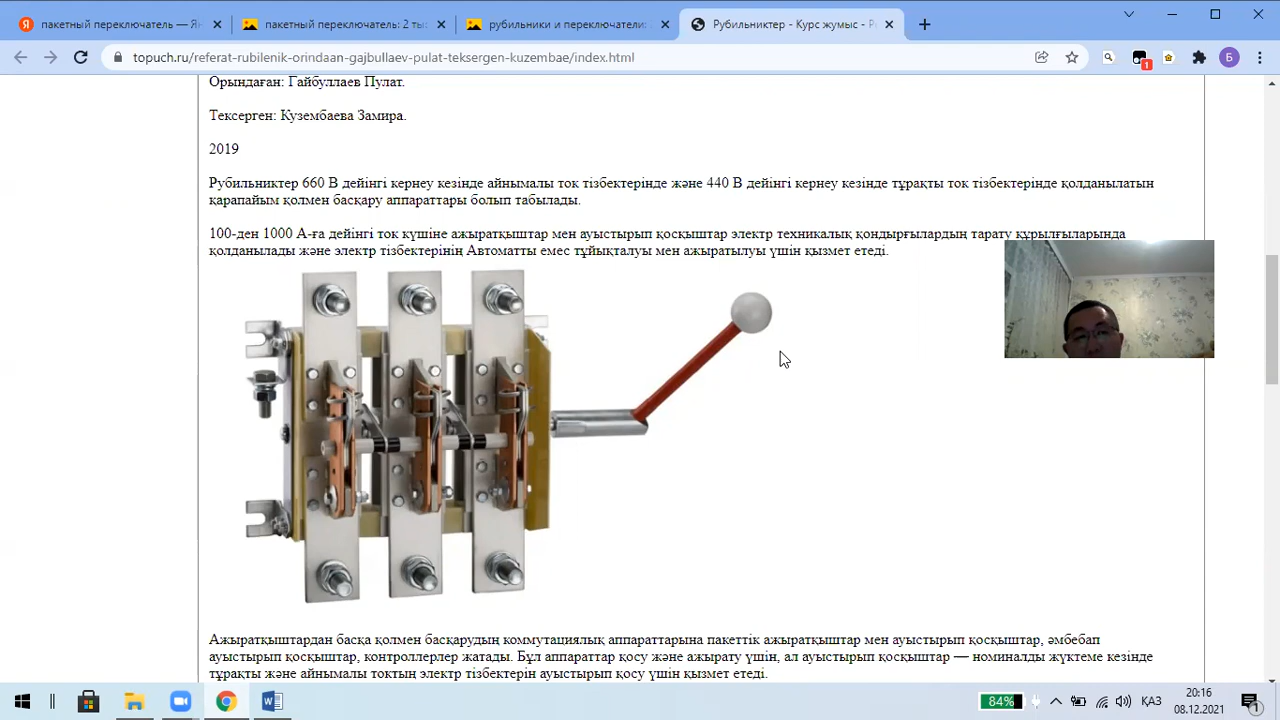 пакетный переключатель — Ян
пакетный переключатель: 2 ты
рубильники и переключатели:
Рубильниктер - Курс жумыс - Р
topuch.ru/referat-rubilenik-orindaan-gajbullaev-pulat-teksergen-kuzembae/index.html
1
Б
Орындаған: Гайбуллаев Пулат.
Тексерген: Кузембаева Замира.
2019
Рубильниктер 660 В дейінгі кернеу кезінде айнымалы ток тізбектерінде және 440 В дейінгі кернеу кезінде тұрақты ток тізбектерінде қолданылатын
қарапайым қолмен басқару аппараттары болып табылады.
100-ден 1000 А-ға дейінгі ток күшіне ажыратқыштар мен ауыстырып қосқыштар электр техникалық қондырғылардың тарату құрылғыларында
қолданылады және электр тізбектерінің Автоматты емес тұйықталуы мен ажыратылуы үшін қызмет етеді.
Ажыратқыштардан басқа қолмен басқарудың коммутациялық аппараттарына пакеттік ажыратқыштар мен ауыстырып қосқыштар, әмбебап
ауыстырып қосқыштар, контроллерлер жатады. Бұл аппараттар қосу және ажырату үшін, ал ауыстырып қосқыштар — номиналды жүктеме кезінде
тұрақты және айнымалы токтың электр тізбектерін ауыстырып қосу үшін қызмет етеді.
84%
ҚАЗ
20:16
08.12.2021
1